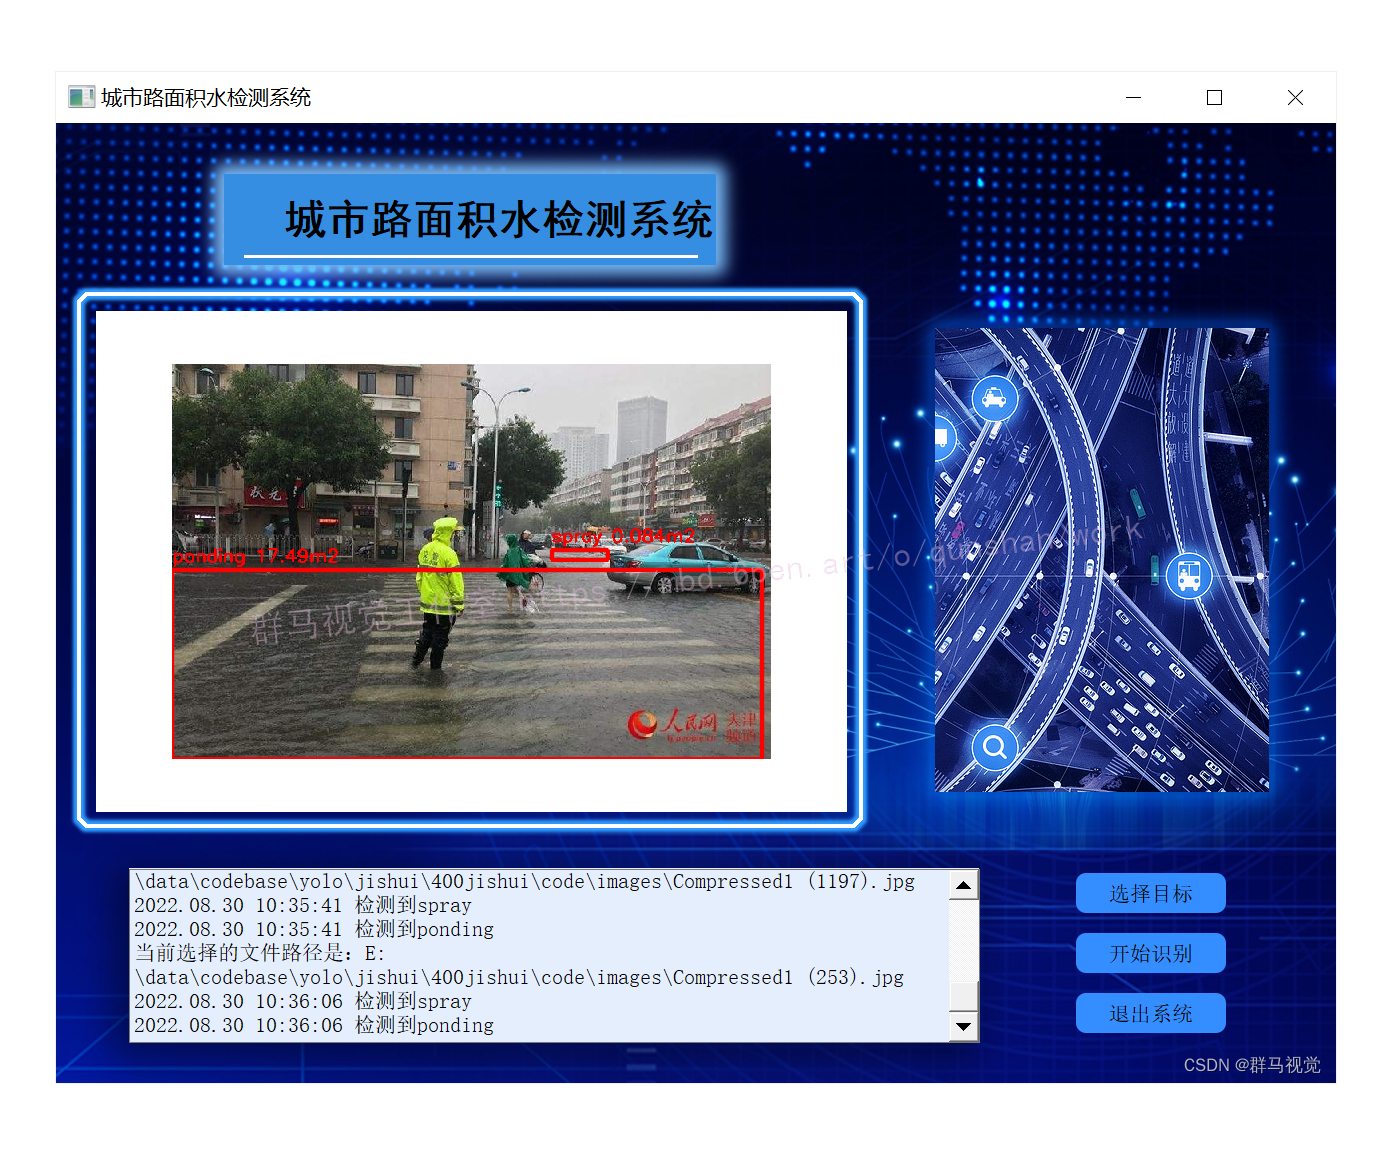 城市路面积水检测系统
城市路面积水检测系统
状元
spray 0.084m2
ponding 17.49m2
群马视觉工作室 https://mbd.6pen.art/o/qunshanwork
人民网 天津
频道
\data\codebase\yolo\jishui\400jishui\code\images\Compressed1 (1197).jpg
2022.08.30 10:35:41 检测到spray
2022.08.30 10:35:41 检测到ponding
当前选择的文件路径是：E:
\data\codebase\yolo\jishui\400jishui\code\images\Compressed1 (253).jpg
2022.08.30 10:36:06 检测到spray
2022.08.30 10:36:06 检测到ponding
选择目标
开始识别
退出系统
CSDN @群马视觉